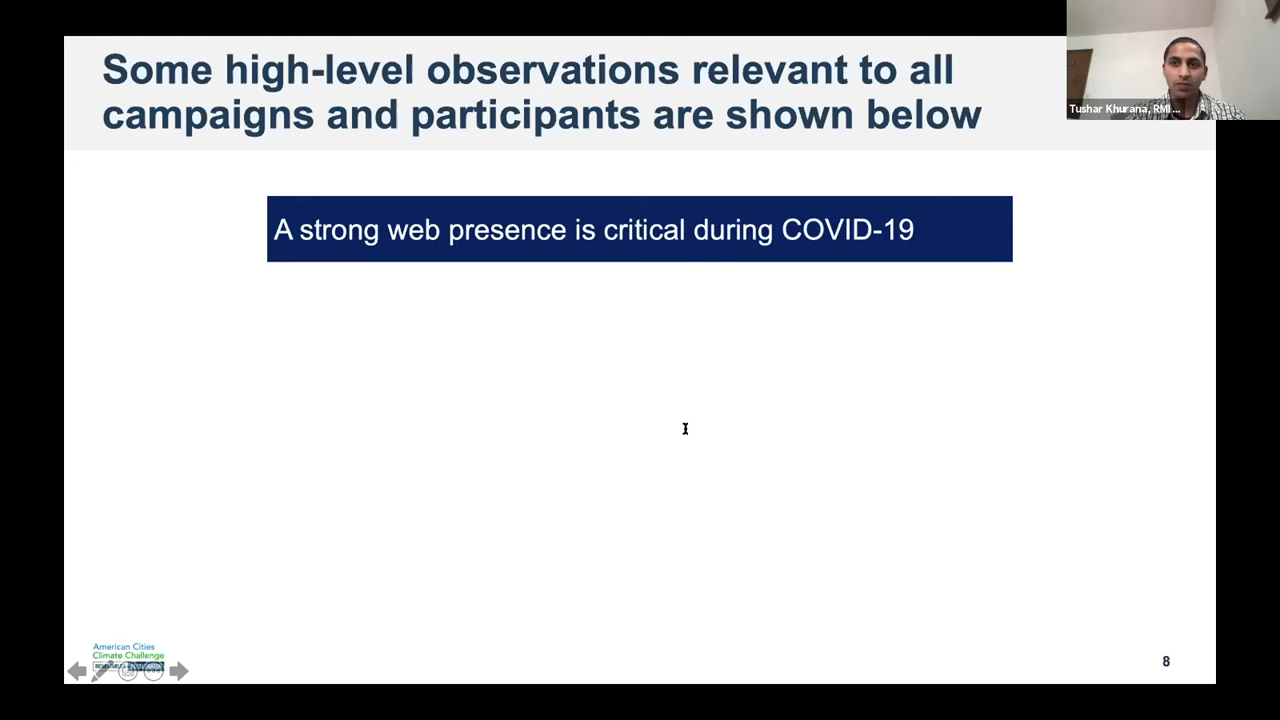 Some high-level observations relevant to all
campaigns and participants are shown below
Tushar Khurana, RMI ...
A strong web presence is critical during COVID-19
American Cities
Climate Challenge
8